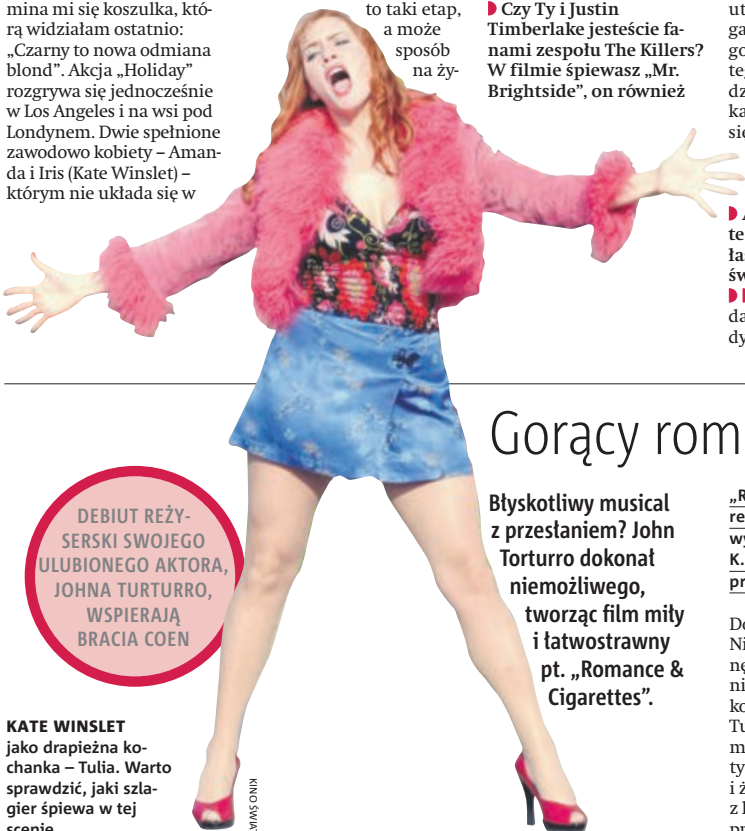 mina mi się koszulka, któ-
rą widziałam ostatnio:
„Czarny to nowa odmiana
blond”. Akcja „Holiday”
rozgrywa się jednocześnie
w Los Angeles i na wsi pod
Londynem. Dwie spełnione
zawodowo kobiety – Aman-
da i Iris (Kate Winslet) –
którym nie układa się w
to taki etap,
a może
sposób
na ży-
Czy Ty i Justin
Timberlake jesteście fa-
nami zespołu The Killers?
W filmie śpiewasz „Mr.
Brightside”, on również
Gorący rom
Błyskotliwy musical
z przesłaniem? John
Torturro dokonał
niemożliwego,
tworząc film miły
i łatwostrawny
pt. „Romance &
Cigarettes”.
DEBIUT REŻY-
SERSKI SWOJEGO
ULUBIONEGO AKTORA,
JOHNA TURTURRO,
WSPIERAJĄ
BRACIA COEN
KATE WINSLET
jako drapieżna ko-
chanka – Tulia. Warto
sprawdzić, jaki szla-
gier śpiewa w tej
scenie
KINO ŚWIAT